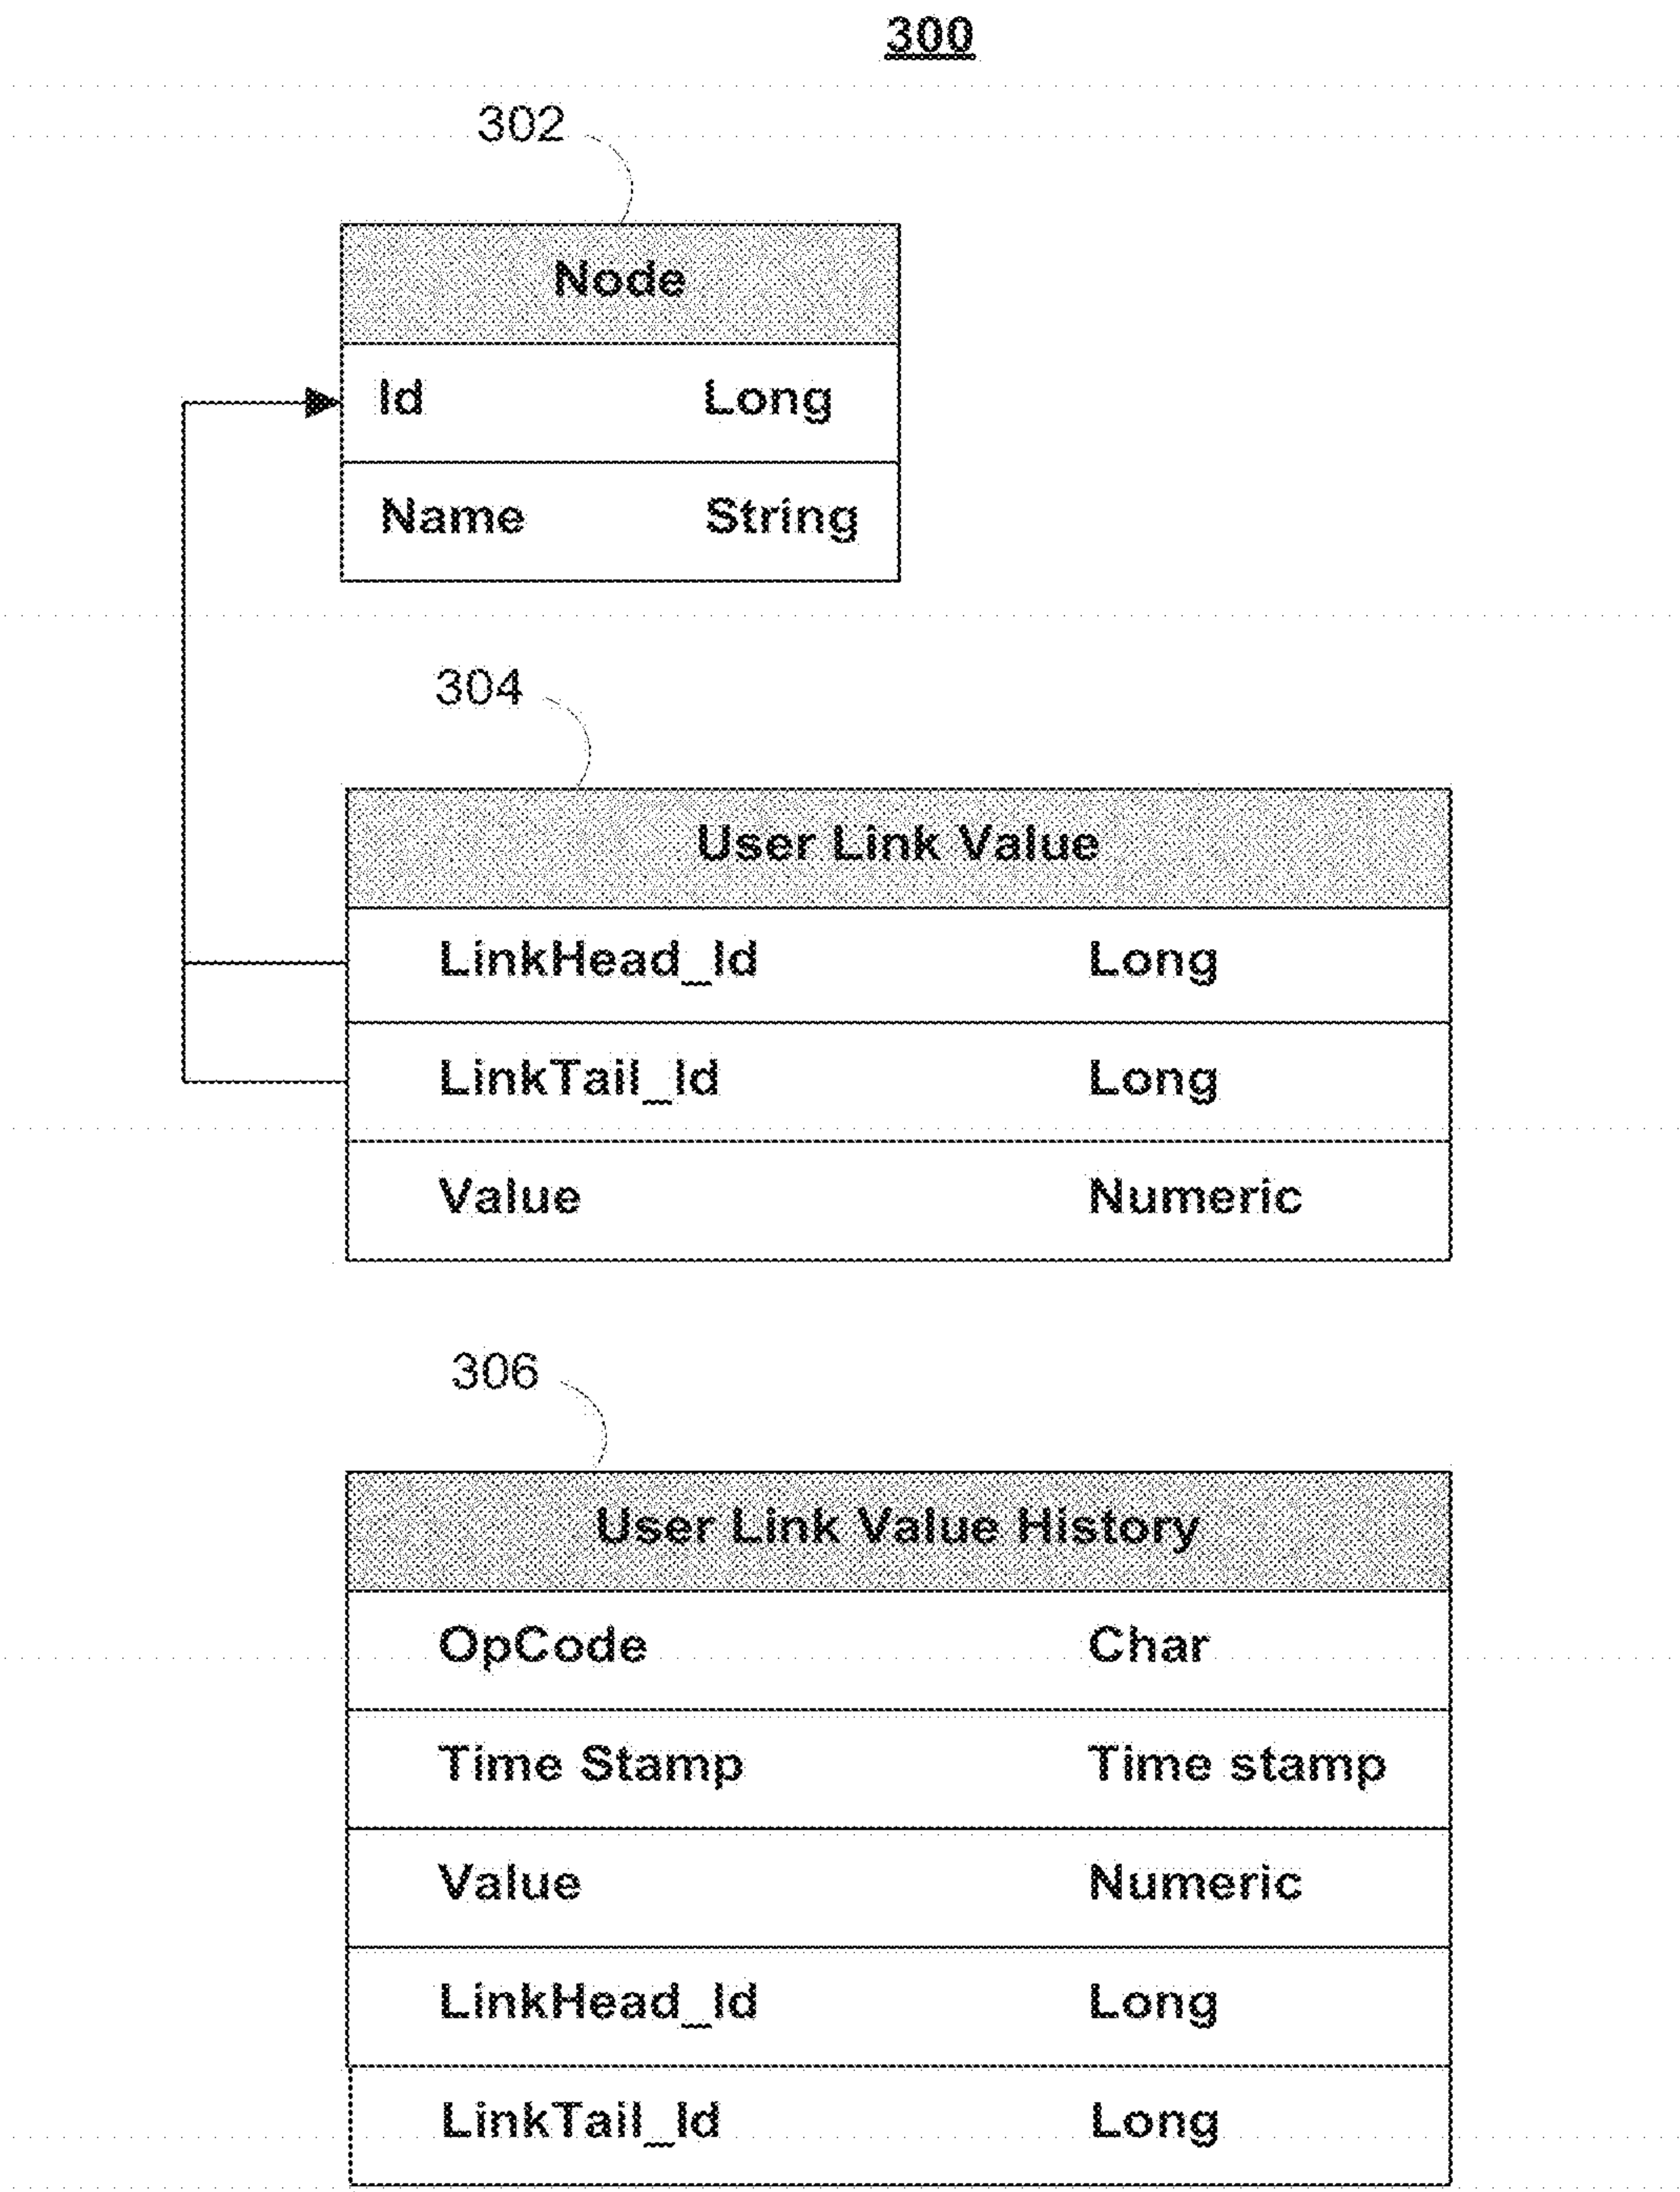 300
302
Node
Id Long
Name String
304
User Link Value
LinkHead_Id Long
LinkTail_Id Long
Value Numeric
306
User Link Value History
OpCode Char
Time Stamp Time stamp
Value Numeric
LinkHead_Id Long
LinkTail_Id Long